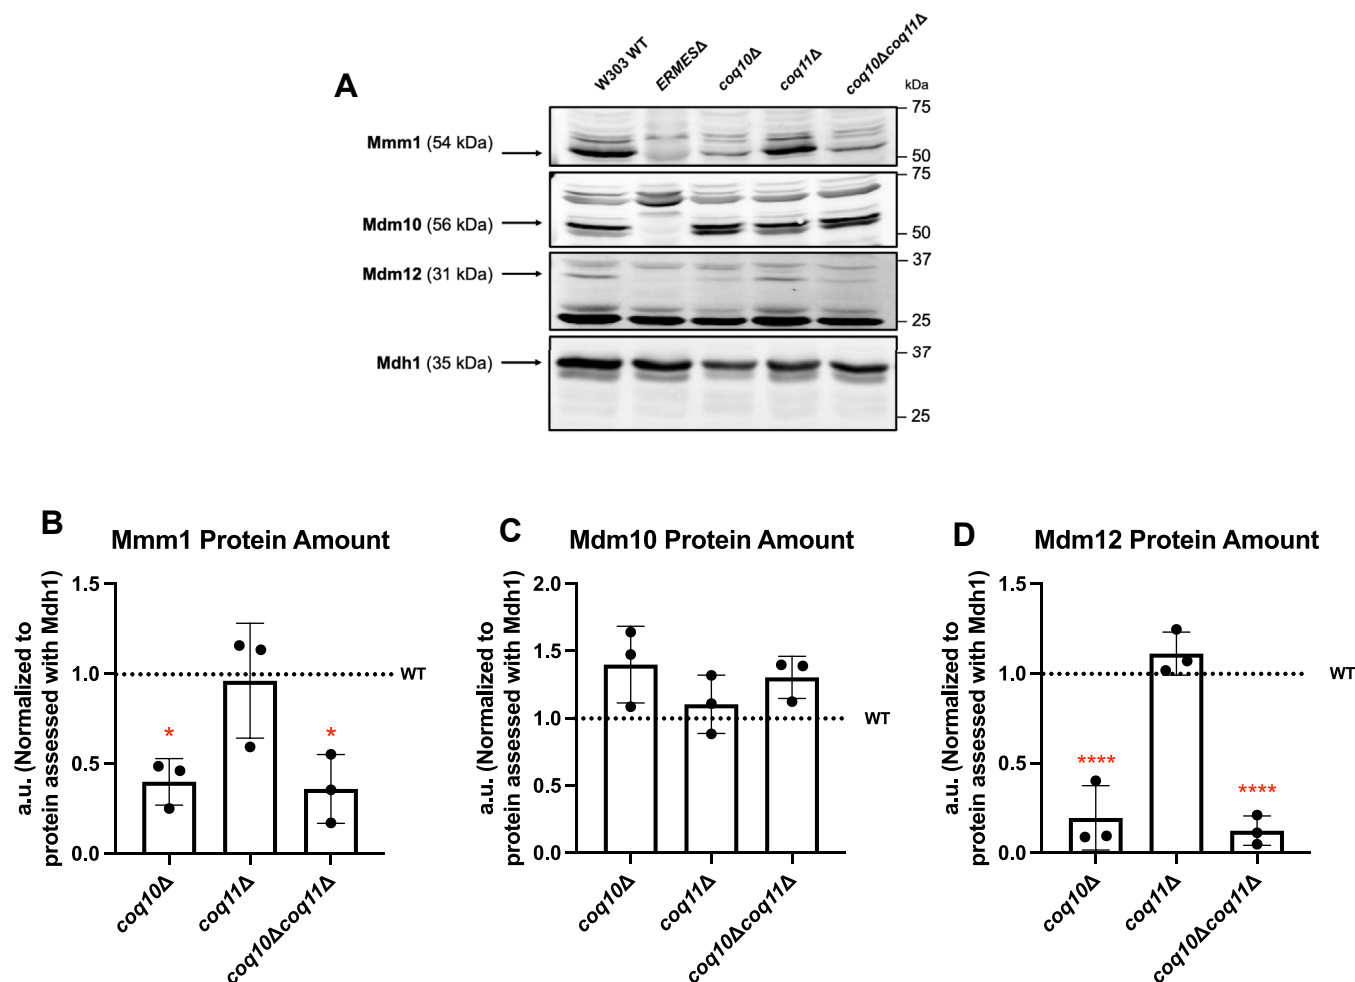 A
W303 WT
ERMESΔ
coq10Δ
coq11Δ
coq10Δcoq11Δ
kDa
Mmm1 (54 kDa)
75
50
Mdm10 (56 kDa)
75
50
Mdm12 (31 kDa)
37
25
Mdh1 (35 kDa)
37
25
B
Mmm1 Protein Amount
a.u. (Normalized to
protein assessed with Mdh1)
1.5
1.0
0.5
0.0
WT
*
*
coq10Δ
coq11Δ
coq10Δcoq11Δ
C
Mdm10 Protein Amount
a.u. (Normalized to
protein assessed with Mdh1)
2.0
1.5
1.0
0.5
0.0
WT
coq10Δ
coq11Δ
coq10Δcoq11Δ
D
Mdm12 Protein Amount
a.u. (Normalized to
protein assessed with Mdh1)
1.5
1.0
0.5
0.0
WT
****
****
coq10Δ
coq11Δ
coq10Δcoq11Δ